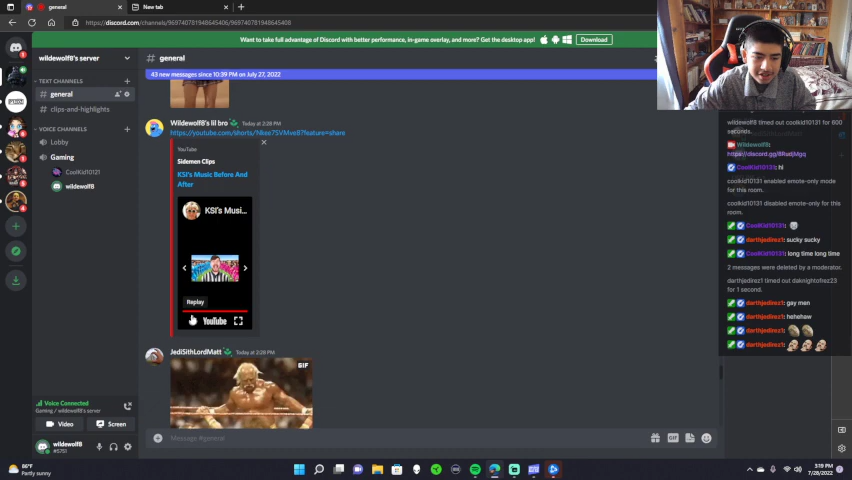 general
New tab
https://discord.com/channels/969740781948645406/969740781948645408
Want to take full advantage of Discord with better performance, in-game overlay, and more? Get the desktop app!
Download
wildewolf8's server
general
43 new messages since 10:39 PM on July 27, 2022
TEXT CHANNELS
general
clips-and-highlights
VOICE CHANNELS
Lobby
Gaming
CoolKid10121
wildewolf8
Wildewolf8's lil bro
Today at 2:28 PM
YouTube
Sidemen Clips
KSI's Music Before And
After
KSI's Musi...
Replay
YouTube
JediSithLordMatt
Today at 2:28 PM
GIF
Voice Connected
Gaming / wildewolf8's server
Video
Screen
wildewolf8
#5751
Message #general
GIF
wildewolf8 timed out coolkid10131 for 600
seconds.
Wildewolf8:
https://discord.gg/8RudjMgq
CoolKid10131: hi
coolkid10131 enabled emote-only mode
for this room.
coolkid10131 disabled emote-only for this
room.
CoolKid10131:
darthjedirez1: sucky sucky
CoolKid10131: long time long time
2 messages were deleted by a moderator.
darthjedirez1 timed out daknightofrez23
for 1 second.
darthjedirez1: gay men
darthjedirez1: hehehaw
darthjedirez1:
darthjedirez1:
86°F
Partly sunny
3:19 PM
7/28/2022